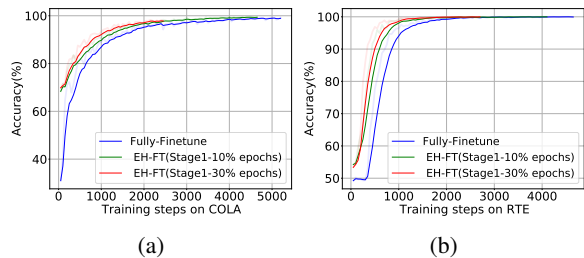 100
80
60
40
Accuracy(%)
0 1000 2000 3000 4000 5000
Training steps on COLA
Fully-Finetune
EH-FT(Stage1-10% epochs)
EH-FT(Stage1-30% epochs)
(a)
100
90
80
70
60
50
Accuracy(%)
0 1000 2000 3000 4000
Training steps on RTE
Fully-Finetune
EH-FT(Stage1-10% epochs)
EH-FT(Stage1-30% epochs)
(b)